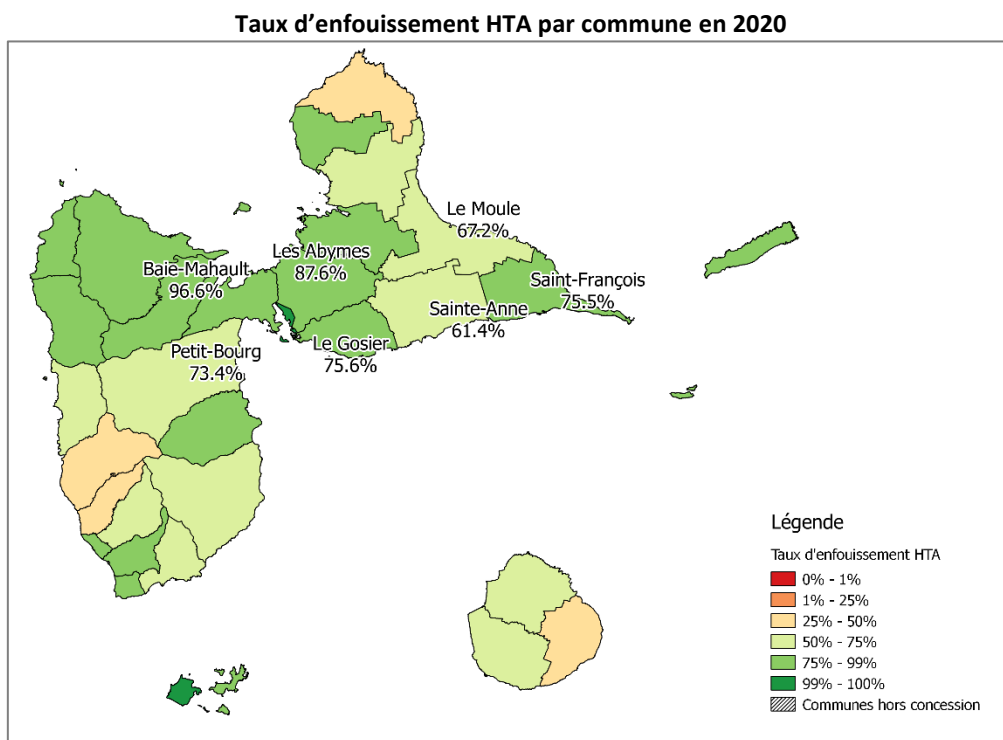 Taux d’enfouissement HTA par commune en 2020
Le Moule
67.2%
Les Abymes
87.6%
Baie-Mahault
96.6%
Saint-François
75.5%
Sainte-Anne
61.4%
Le Gosier
75.6%
Petit-Bourg
73.4%
Légende
Taux d'enfouissement HTA
0% - 1%
1% - 25%
25% - 50%
50% - 75%
75% - 99%
99% - 100%
Communes hors concession